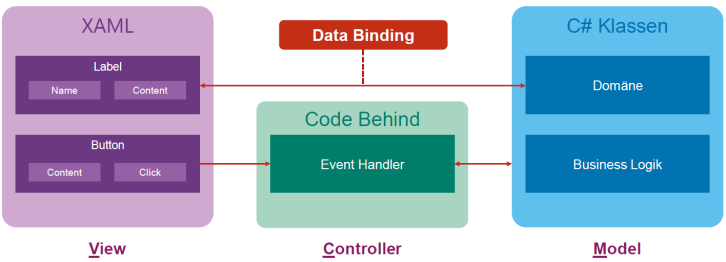 XAML
Data Binding
C# Klassen
Label
Name
Content
Domäne
Code Behind
Button
Content
Click
Event Handler
Business Logik
View
Controller
Model